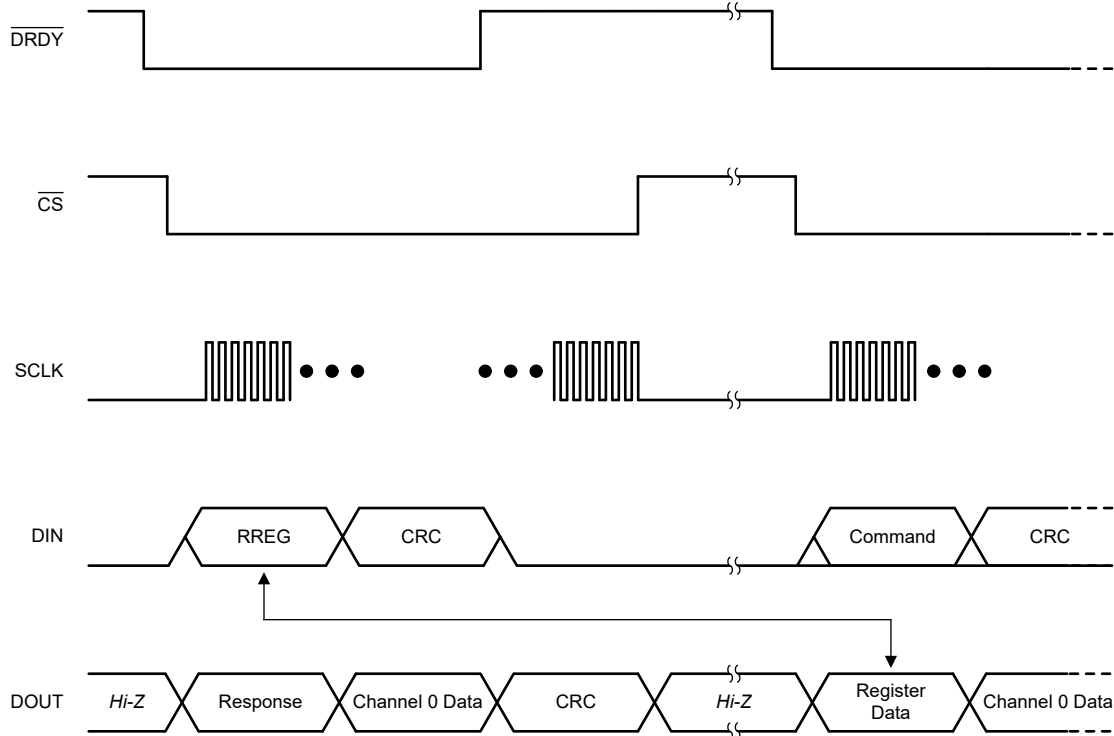 DRDY
CS
SCLK
DIN
RREG
CRC
Command
CRC
DOUT
Hi-Z
Response
Channel 0 Data
CRC
Hi-Z
Register
Data
Channel 0 Data